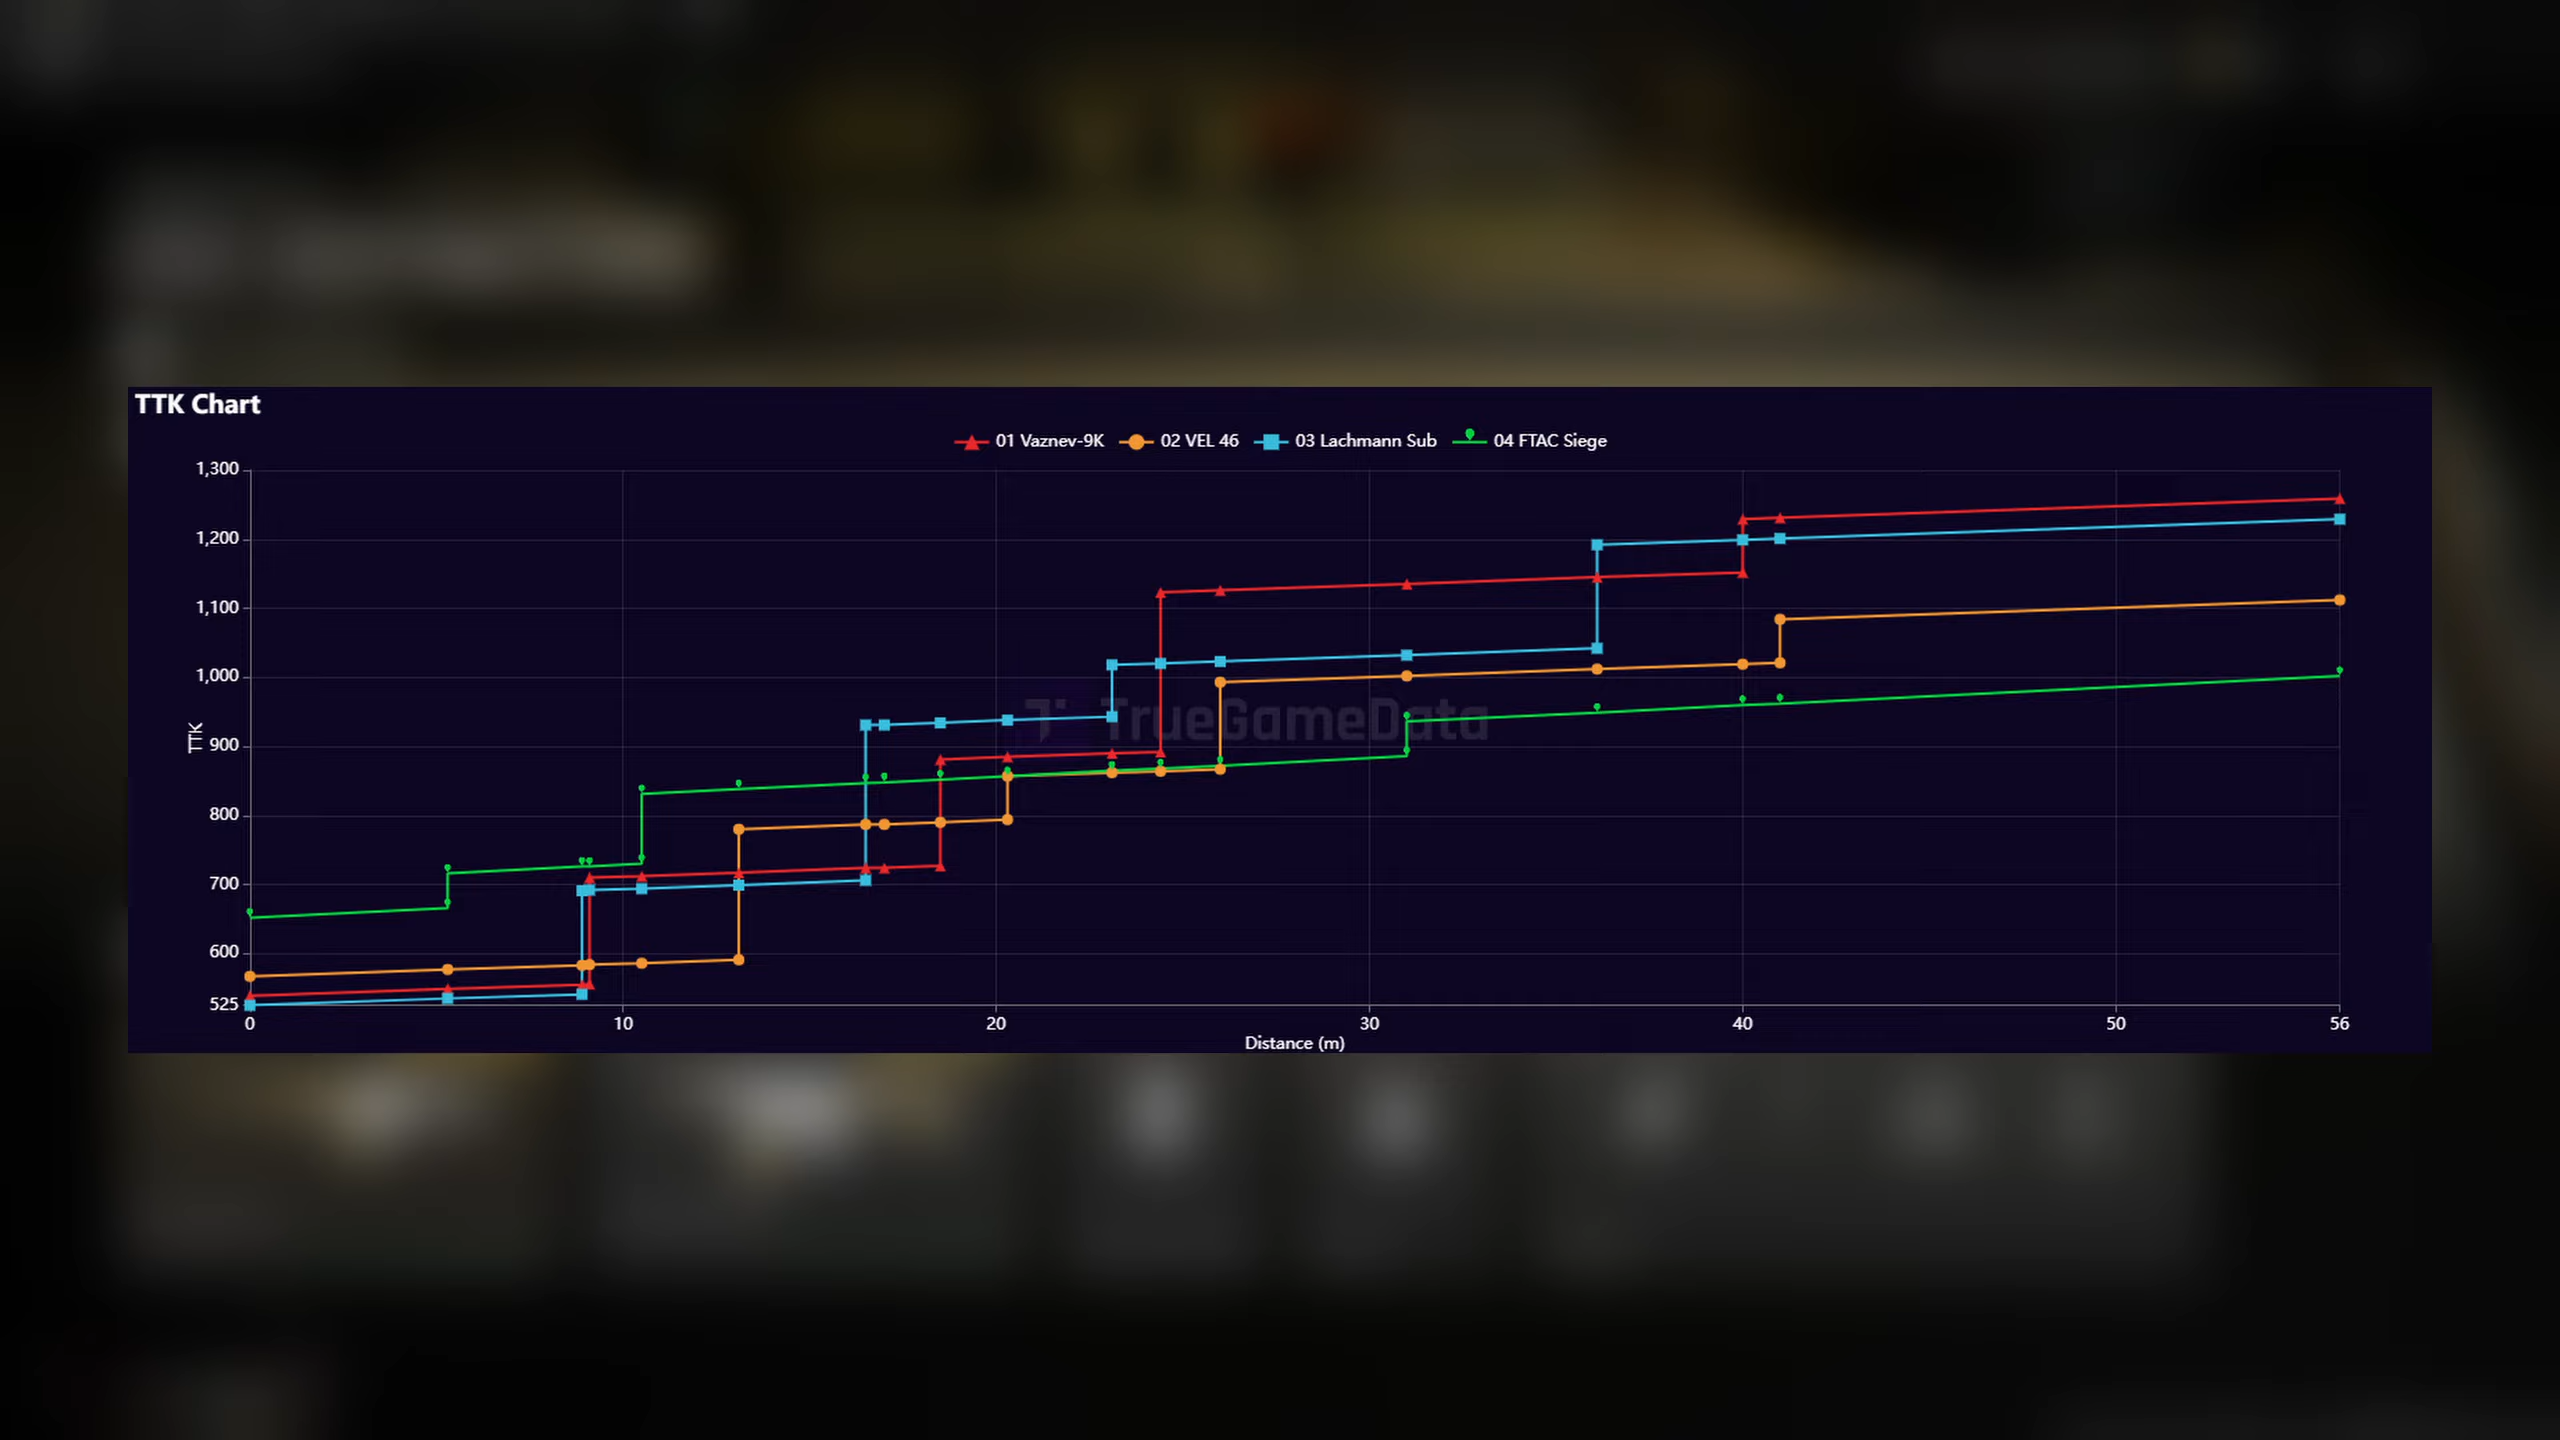 TTK Chart
01 Vaznev-9K 02 VEL 46 03 Lachmann Sub 04 FTAC Siege
1,300
1,200
1,100
1,000
900
800
700
600
525
TTK
TrueGameData
0 10 20 30 40 50 56
Distance (m)